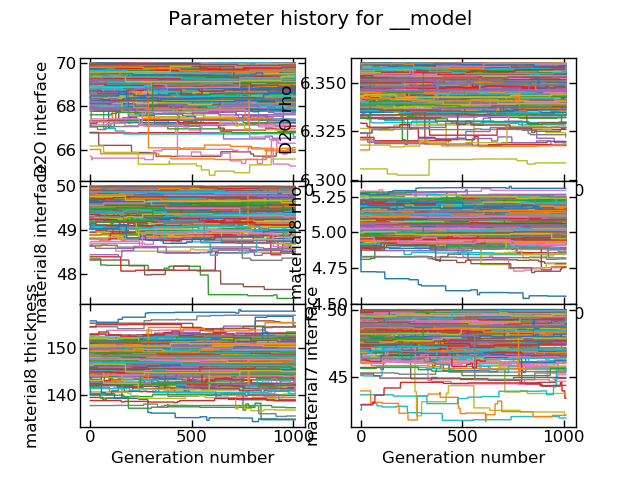 Parameter history for __model
70
68
66
D2O interface
6.350
6.325
6.300
D2O rho
50
49
48
material8 interface
5.25
5.00
4.75
4.50
material8 rho
150
140
material8 thickness
0
500
1000
Generation number
50
45
material7 interface
0
500
1000
Generation number